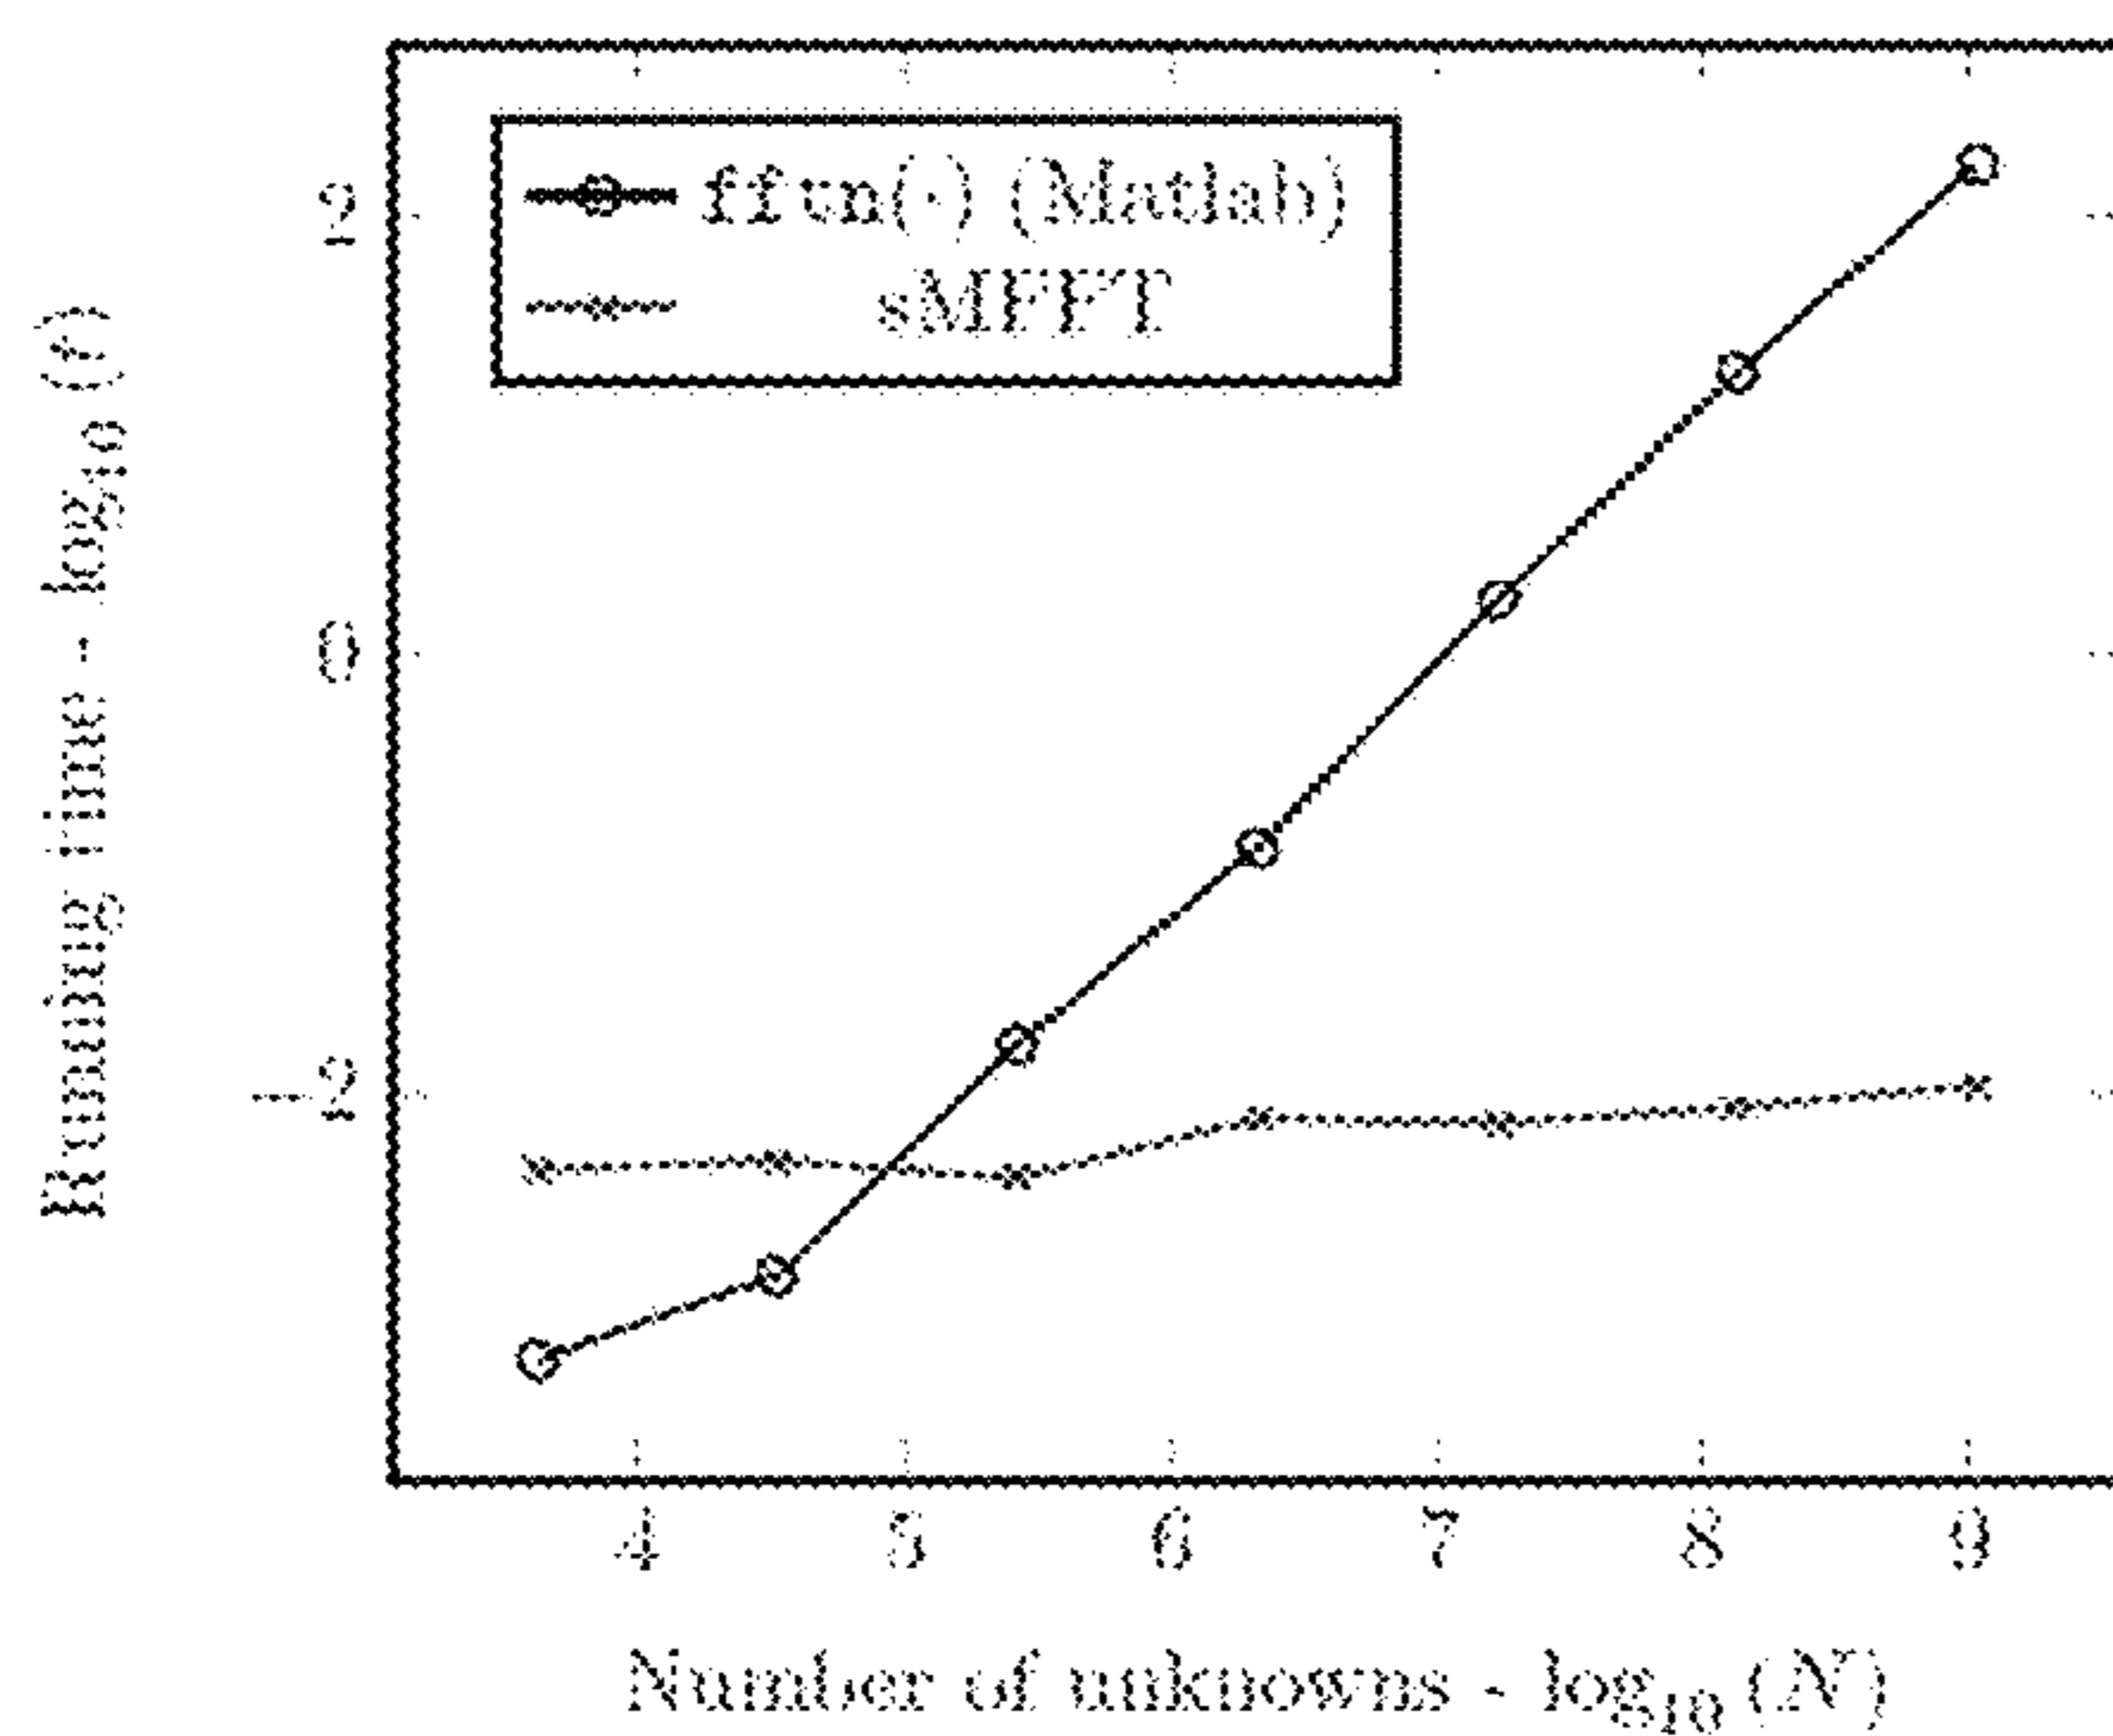 fftn(·) (Matlab)
sMFFT
Running time - log₁₀ (t)
2
0
−2
4 5 6 7 8 9
Number of unknowns - log₁₀ (N)